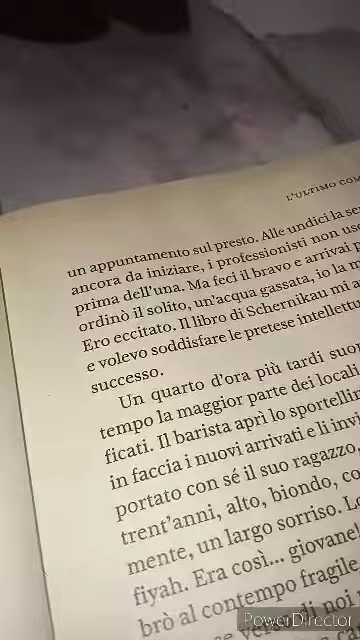 L'ULTIMO COM
un appuntamento sul presto. Alle undici la se
ancora da iniziare, i professionisti non us
prima dell'una. Ma feci il bravo e arrivai p
ordinò il solito, un'acqua gassata, io la m
Ero eccitato. Il libro di Schernikau mi a
e volevo soddisfare le pretese intellettu
successo.
Un quarto d'ora più tardi suon
tempo la maggior parte dei locali
ficati. Il barista aprì lo sportellin
in faccia i nuovi arrivati e li invi
portato con sé il suo ragazzo,
trent'anni, alto, biondo, co
mente, un largo sorriso. L
fiyah. Era così... giovane!
brò al contempo fragile
di noi
PowerDirector